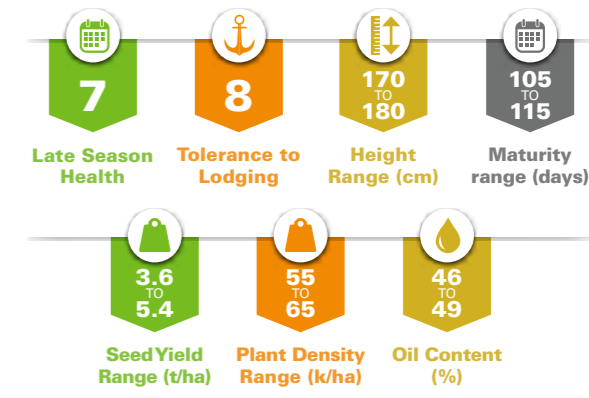 7
8
170
TO
180
105
TO
115
Late Season
Health
Tolerance to
Lodging
Height
Range (cm)
Maturity
range (days)
3.6
TO
5.4
55
TO
65
46
TO
49
Seed Yield
Range (t/ha)
Plant Density
Range (k/ha)
Oil Content
(%)